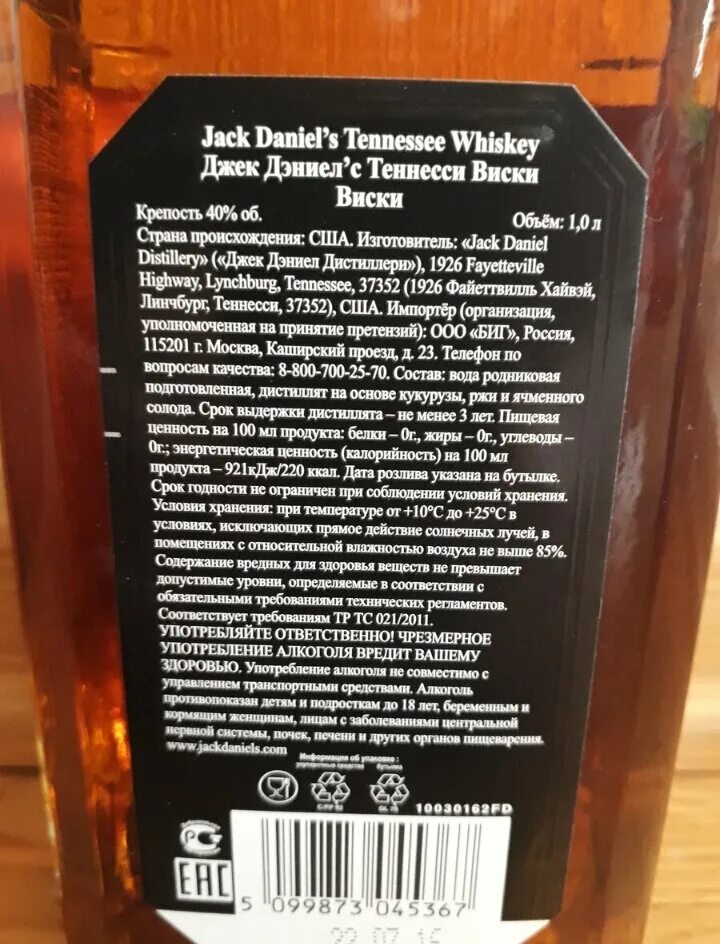 Jack Daniel's Tennessee Whiskey
Джек Дэниел'с Теннесси Виски
Виски
Крепость 40% об.
Объём: 1,0 л
Страна происхождения: США. Изготовитель: «Jack Daniel
Distillery» («Джек Дэниел Дистиллери»), 1926 Fayetteville
Highway, Lynchburg, Tennessee, 37352 (1926 Файеттвилль Хайвэй,
Линчбург, Теннесси, 37352), США. Импортёр (организация,
уполномоченная на принятие претензий): ООО «БИГ», Россия,
115201 г. Москва, Каширский проезд, д. 23. Телефон по
вопросам качества: 8-800-700-25-70. Состав: вода родниковая
подготовленная, дистиллят на основе кукурузы, ржи и ячменного
солода. Срок выдержки дистиллята – не менее 3 лет. Пищевая
ценность на 100 мл продукта: белки – 0г., жиры – 0г., углеводы –
0г.; энергетическая ценность (калорийность) на 100 мл
продукта – 921кДж/220 ккал. Дата розлива указана на бутылке.
Срок годности не ограничен при соблюдении условий хранения.
Условия хранения: при температуре от +10°С до +25°С в
условиях, исключающих прямое действие солнечных лучей, в
помещениях с относительной влажностью воздуха не выше 85%.
Содержание вредных для здоровья веществ не превышает
допустимые уровни, определяемые в соответствии с
обязательными требованиями технических регламентов.
Соответствует требованиям ТР ТС 021/2011.
УПОТРЕБЛЯЙТЕ ОТВЕТСТВЕННО! ЧРЕЗМЕРНОЕ
УПОТРЕБЛЕНИЕ АЛКОГОЛЯ ВРЕДИТ ВАШЕМУ
ЗДОРОВЬЮ. Употребление алкоголя не совместимо с
управлением транспортными средствами. Алкоголь
противопоказан детям и подросткам до 18 лет, беременным и
кормящим женщинам, лицам с заболеваниями центральной
нервной системы, почек, печени и других органов пищеварения.
www.jackdaniels.com
Информация об упаковке:
укупорочные средства бутылка
C/PP 92 GL 70 10030162FD
EAC
5 099873 045367